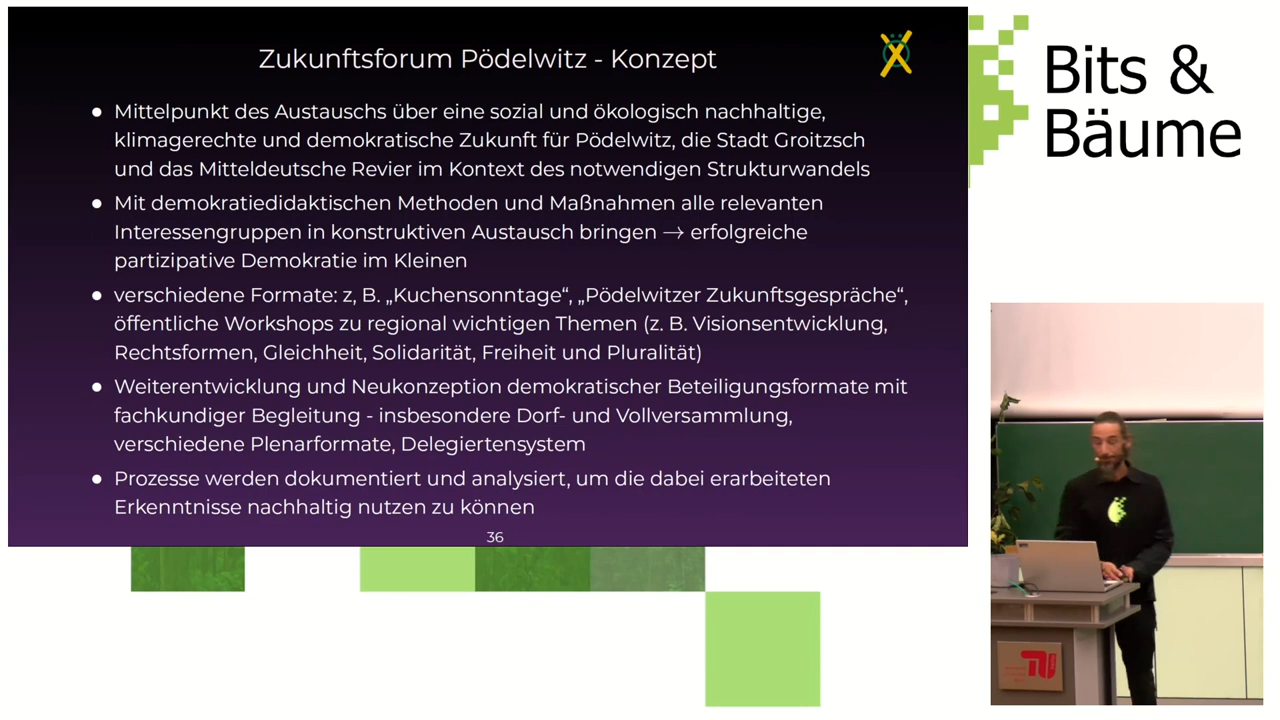 Zukunftsforum Pödelwitz - Konzept
● Mittelpunkt des Austauschs über eine sozial und ökologisch nachhaltige,
klimagerechte und demokratische Zukunft für Pödelwitz, die Stadt Groitzsch
und das Mitteldeutsche Revier im Kontext des notwendigen Strukturwandels
● Mit demokratiedidaktischen Methoden und Maßnahmen alle relevanten
Interessengruppen in konstruktiven Austausch bringen → erfolgreiche
partizipative Demokratie im Kleinen
● verschiedene Formate: z, B. „Kuchensonntage“, „Pödelwitzer Zukunftsgespräche“,
öffentliche Workshops zu regional wichtigen Themen (z. B. Visionsentwicklung,
Rechtsformen, Gleichheit, Solidarität, Freiheit und Pluralität)
● Weiterentwicklung und Neukonzeption demokratischer Beteiligungsformate mit
fachkundiger Begleitung - insbesondere Dorf- und Vollversammlung,
verschiedene Plenarformate, Delegiertensystem
● Prozesse werden dokumentiert und analysiert, um die dabei erarbeiteten
Erkenntnisse nachhaltig nutzen zu können
36
Bits &
Bäume